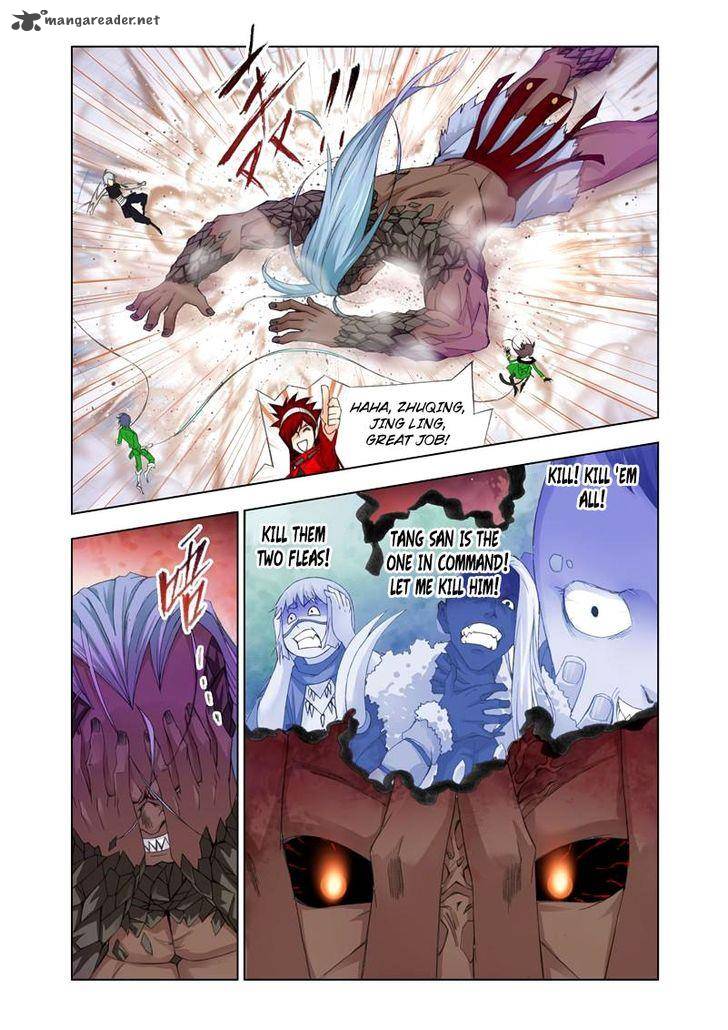 mangareader.net
HAHA, ZHUQING,
JING LING,
GREAT JOB!
KILL! KILL 'EM
ALL!
TANG SAN IS THE
ONE IN COMMAND!
LET ME KILL HIM!
KILL THEM
TWO FLEAS!